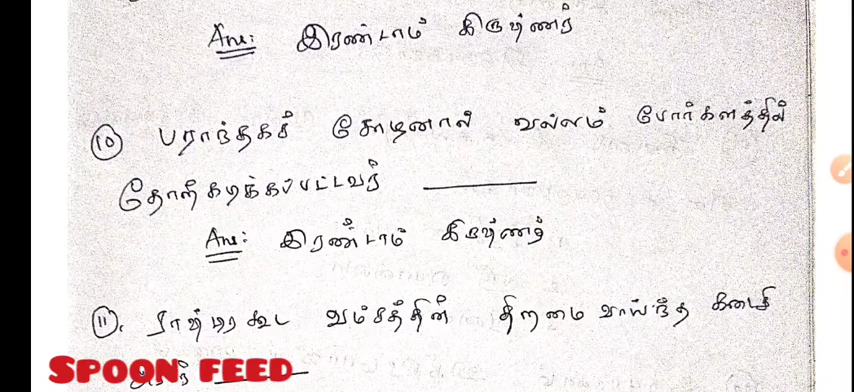 Ans: இரண்டாம் கிருஷ்ணர்
10 பராந்தகச் சோழனால் வல்லம் போர்களத்தில்
தோற்கடிக்கப்பட்டவர் ________
Ans: இரண்டாம் கிருஷ்ணர்
11. ராஷ்டிரகூட வம்சத்தின் திறமை வாய்ந்த கடைசி
SPOON FEED